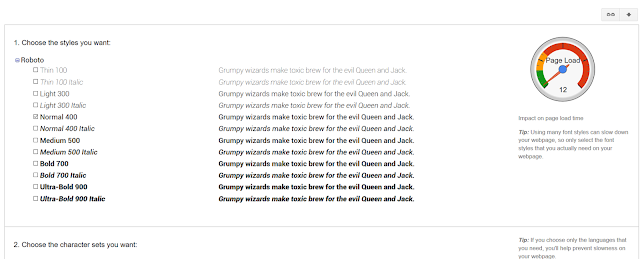 1. Choose the styles you want:
Roboto
Thin 100 Grumpy wizards make toxic brew for the evil Queen and Jack.
Thin 100 Italic Grumpy wizards make toxic brew for the evil Queen and Jack.
Light 300 Grumpy wizards make toxic brew for the evil Queen and Jack.
Light 300 Italic Grumpy wizards make toxic brew for the evil Queen and Jack.
Normal 400 Grumpy wizards make toxic brew for the evil Queen and Jack.
Normal 400 Italic Grumpy wizards make toxic brew for the evil Queen and Jack.
Medium 500 Grumpy wizards make toxic brew for the evil Queen and Jack.
Medium 500 Italic Grumpy wizards make toxic brew for the evil Queen and Jack.
Bold 700 Grumpy wizards make toxic brew for the evil Queen and Jack.
Bold 700 Italic Grumpy wizards make toxic brew for the evil Queen and Jack.
Ultra-Bold 900 Grumpy wizards make toxic brew for the evil Queen and Jack.
Ultra-Bold 900 Italic Grumpy wizards make toxic brew for the evil Queen and Jack.
Page Load
12
Impact on page load time
Tip: Using many font styles can slow down
your webpage, so only select the font
styles that you actually need on your
webpage.
2. Choose the character sets you want:
Tip: If you choose only the languages that
you need, you'll help prevent slowness on
your webpage.